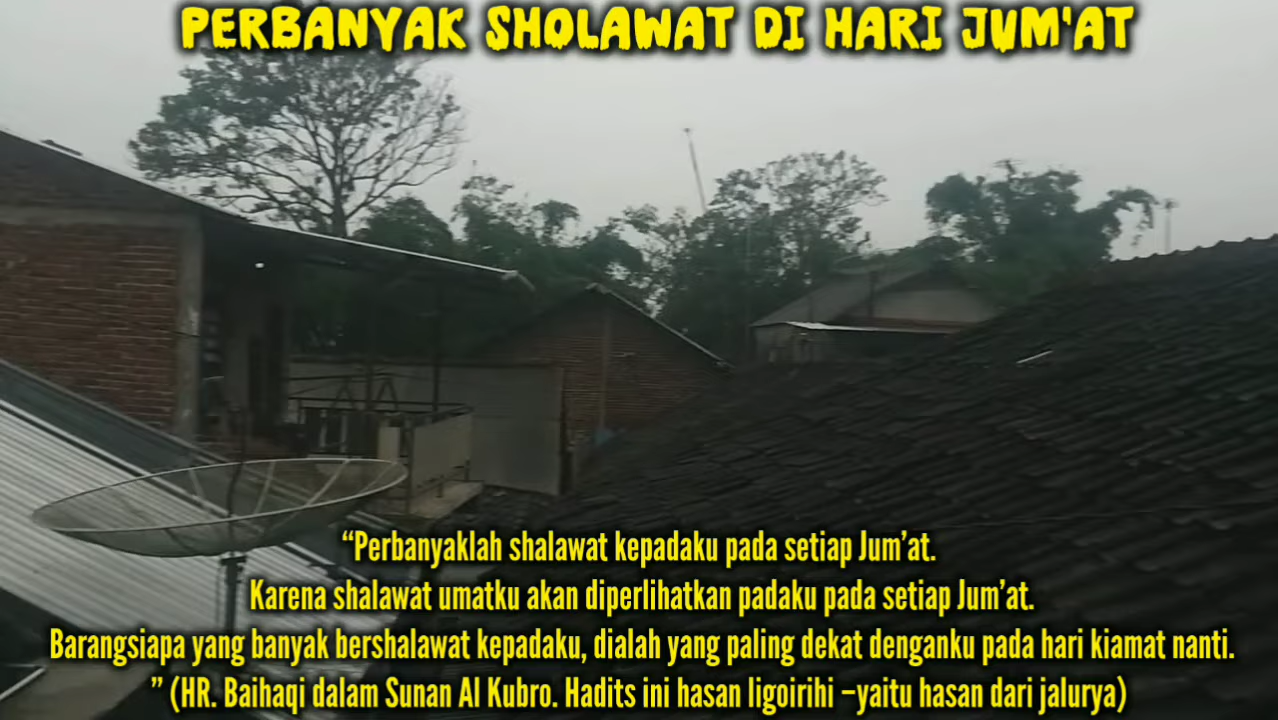 PERBANYAK SHOLAWAT DI HARI JUM'AT
“Perbanyaklah shalawat kepadaku pada setiap Jum’at.
Karena shalawat umatku akan diperlihatkan padaku pada setiap Jum’at.
Barangsiapa yang banyak bershalawat kepadaku, dialah yang paling dekat denganku pada hari kiamat nanti.
” (HR. Baihaqi dalam Sunan Al Kubro. Hadits ini hasan ligoirihi –yaitu hasan dari jalurya)